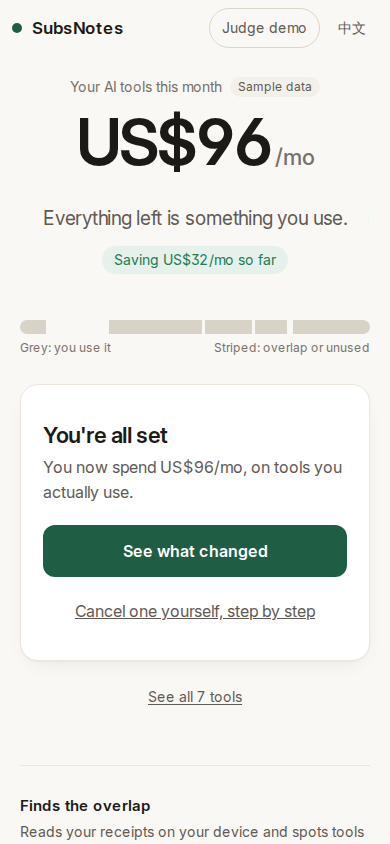 SubsNotes
Judge demo
中文
Your AI tools this month
Sample data
US$96/mo
Everything left is something you use.
Saving US$32/mo so far
Grey: you use it
Striped: overlap or unused
You're all set
You now spend US$96/mo, on tools you
actually use.
See what changed
Cancel one yourself, step by step
See all 7 tools
Finds the overlap
Reads your receipts on your device and spots tools